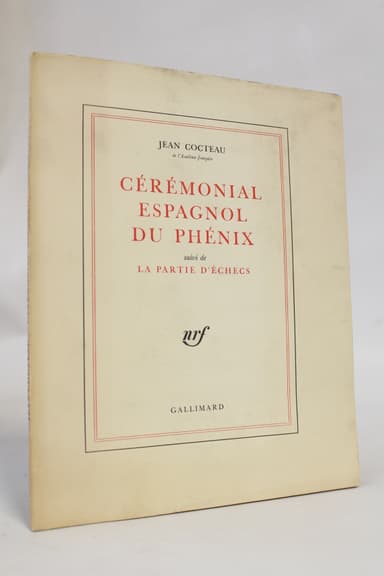 JEAN COCTEAU
de l'Académie française
CÉRÉMONIAL
ESPAGNOL
DU PHÉNIX
suivi de
LA PARTIE D'ÉCHECS
nrf
GALLIMARD